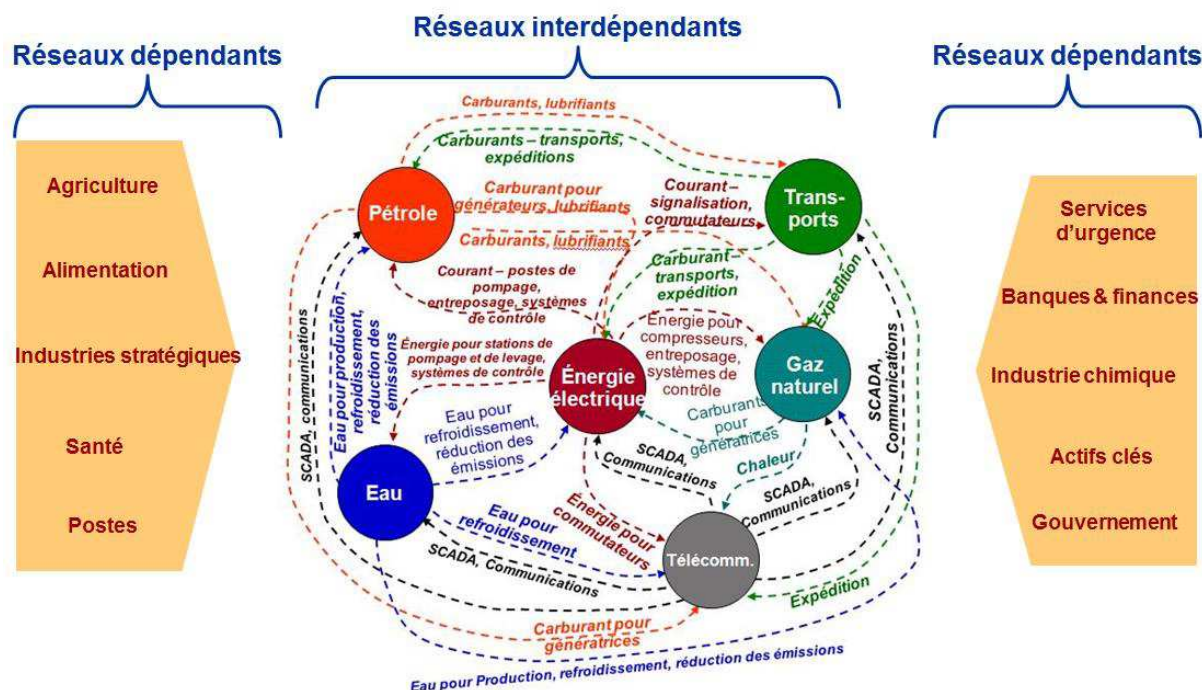 Réseaux interdépendants
Réseaux dépendants
Réseaux dépendants
Agriculture
Alimentation
Industries stratégiques
Santé
Postes
Carburants, lubrifiants
Carburants – transports,
expéditions
Pétrole
Carburant pour
générateurs, lubrifiants
Carburants, lubrifiants
Courant –
signalisation,
commutateurs
Trans-
ports
Courant – postes de
pompage,
entreposage, systèmes
de contrôle
Carburant–
transports,
expédition
Expédition
Énergie pour stations de
pompage et de levage,
systèmes de contrôle
Énergie
électrique
Energie pour
compresseurs,
entreposage,
systèmes de
contrôle
Gaz
naturel
SCADA,
Communications
SCADA, communications
Eau pour production,
refroidissement,
réduction des
émissions
Eau pour
refroidissement,
réduction des
émissions
Carburants
pour
génératrices
Chaleur
SCADA,
Communications
SCADA,
Communications
Eau
Eau pour
refroidissement
Énergie pour
commutateurs
Télécomm.
SCADA, Communications
Expédition
Carburant pour
génératrices
Eau pour Production, refroidissement, réduction des émissions
Services
d’urgence
Banques & finances
Industrie chimique
Actifs clés
Gouvernement